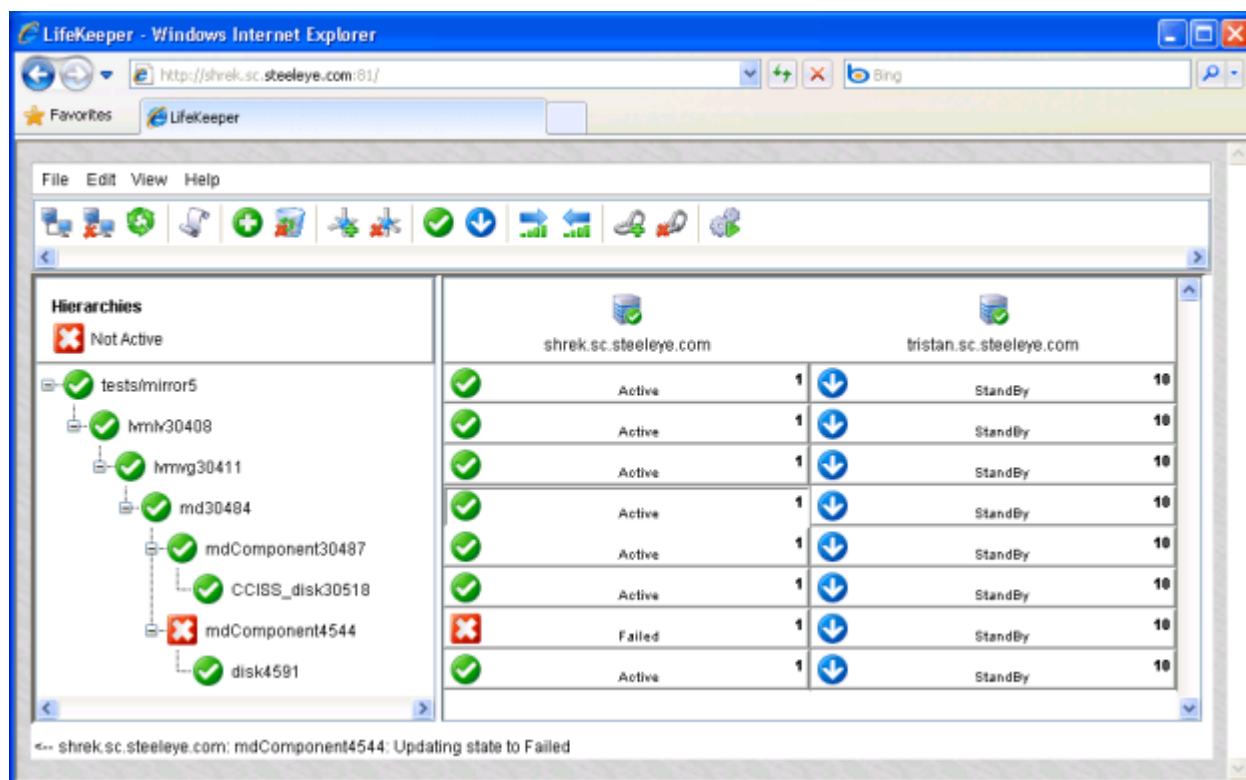 LifeKeeper - Windows Internet Explorer
http://shrek.sc.steeleye.com:81/
Bing
Favorites
LifeKeeper
File Edit View Help
Hierarchies
Not Active
shrek.sc.steeleye.com
tristan.sc.steeleye.com
tests/mirror5
Active 1
StandBy 10
lvmlv30408
Active 1
StandBy 10
lvmvg30411
Active 1
StandBy 10
md30484
Active 1
StandBy 10
mdComponent30487
Active 1
StandBy 10
CCISS_disk30518
Active 1
StandBy 10
mdComponent4544
Failed 1
StandBy 10
disk4591
Active 1
StandBy 10
<-- shrek.sc.steeleye.com: mdComponent4544: Updating state to Failed